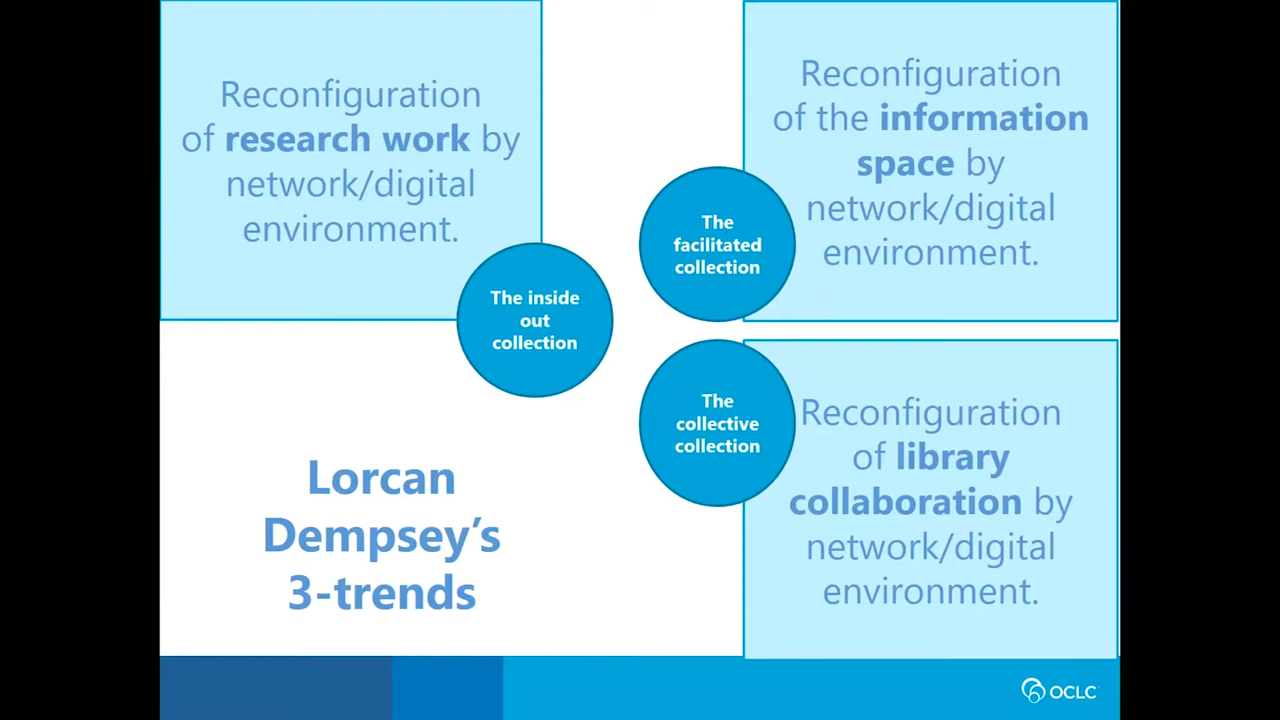 Reconfiguration
of research work by
network/digital
environment.
The inside
out
collection
Reconfiguration
of the information
space by
network/digital
environment.
The
facilitated
collection
The
collective
collection
Reconfiguration
of library
collaboration by
network/digital
environment.
Lorcan
Dempsey’s
3-trends
OCLC